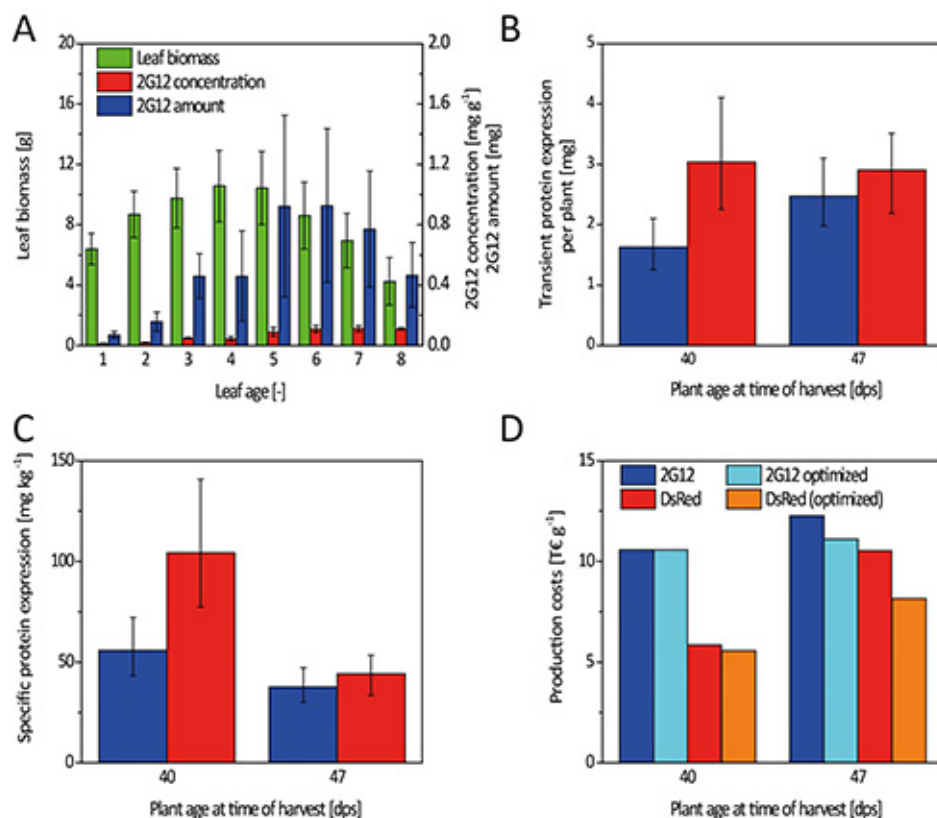 A
20
16
12
8
4
0
Leaf biomass [g]
Leaf biomass
2G12 concentration
2G12 amount
2.0
1.6
1.2
0.8
0.4
0.0
2G12 concentration [mg g⁻¹]
2G12 amount [mg]
1 2 3 4 5 6 7 8
Leaf age [-]
B
5
4
3
2
1
0
Transient protein expression
per plant [mg]
40 47
Plant age at time of harvest [dps]
C
150
100
50
0
Specific protein expression [mg kg⁻¹]
40 47
Plant age at time of harvest [dps]
D
15
10
5
0
Production costs [T€ g⁻¹]
2G12 2G12 optimized
DsRed DsRed (optimized)
40 47
Plant age at time of harvest [dps]